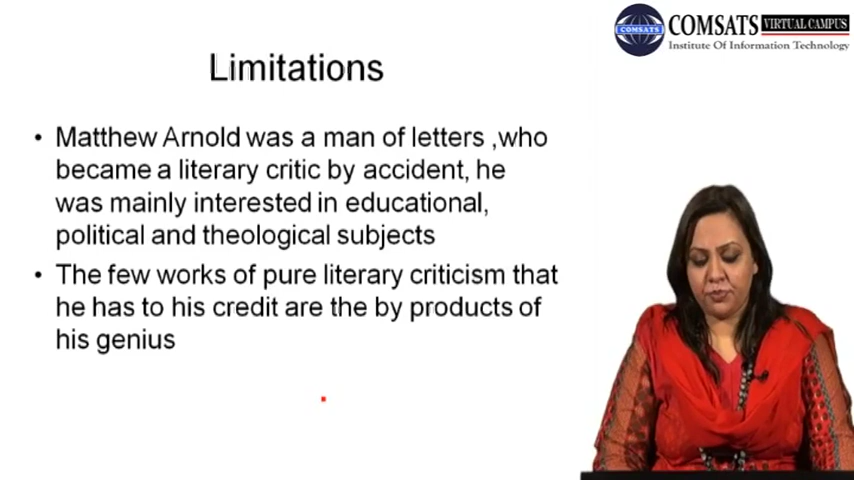 COMSATS VIRTUAL CAMPUS
COMSATS
Institute Of Information Technology
Limitations
• Matthew Arnold was a man of letters ,who
became a literary critic by accident, he
was mainly interested in educational,
political and theological subjects
• The few works of pure literary criticism that
he has to his credit are the by products of
his genius